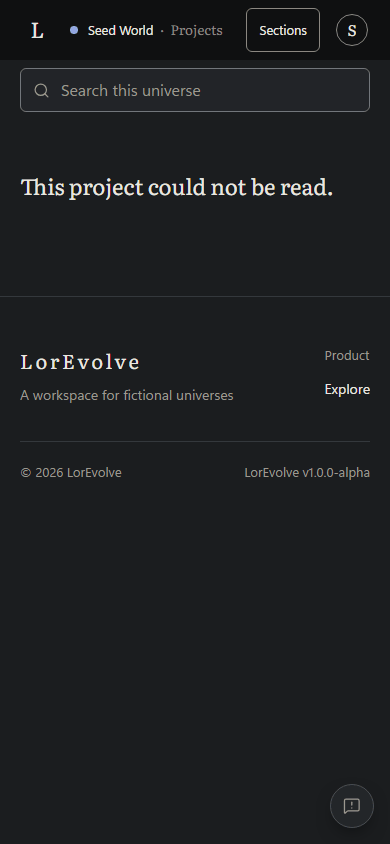 L Seed World · Projects Sections S
Search this universe
This project could not be read.
LorEvolve
A workspace for fictional universes
Product
Explore
© 2026 LorEvolve LorEvolve v1.0.0-alpha